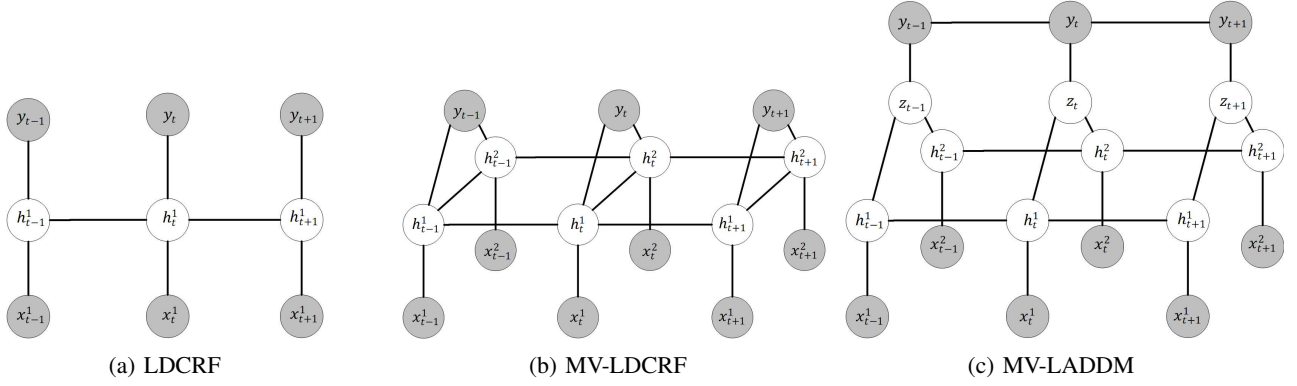 y_{t-1} y_t y_{t+1}
h^1_{t-1} h^1_t h^1_{t+1}
x^1_{t-1} x^1_t x^1_{t+1}
(a) LDCRF
y_{t-1} y_t y_{t+1}
h^2_{t-1} h^2_t h^2_{t+1}
h^1_{t-1} h^1_t h^1_{t+1}
x^2_{t-1} x^2_t x^2_{t+1}
x^1_{t-1} x^1_t x^1_{t+1}
(b) MV-LDCRF
y_{t-1} y_t y_{t+1}
z_{t-1} z_t z_{t+1}
h^2_{t-1} h^2_t h^2_{t+1}
h^1_{t-1} h^1_t h^1_{t+1}
x^2_{t-1} x^2_t x^2_{t+1}
x^1_{t-1} x^1_t x^1_{t+1}
(c) MV-LADDM